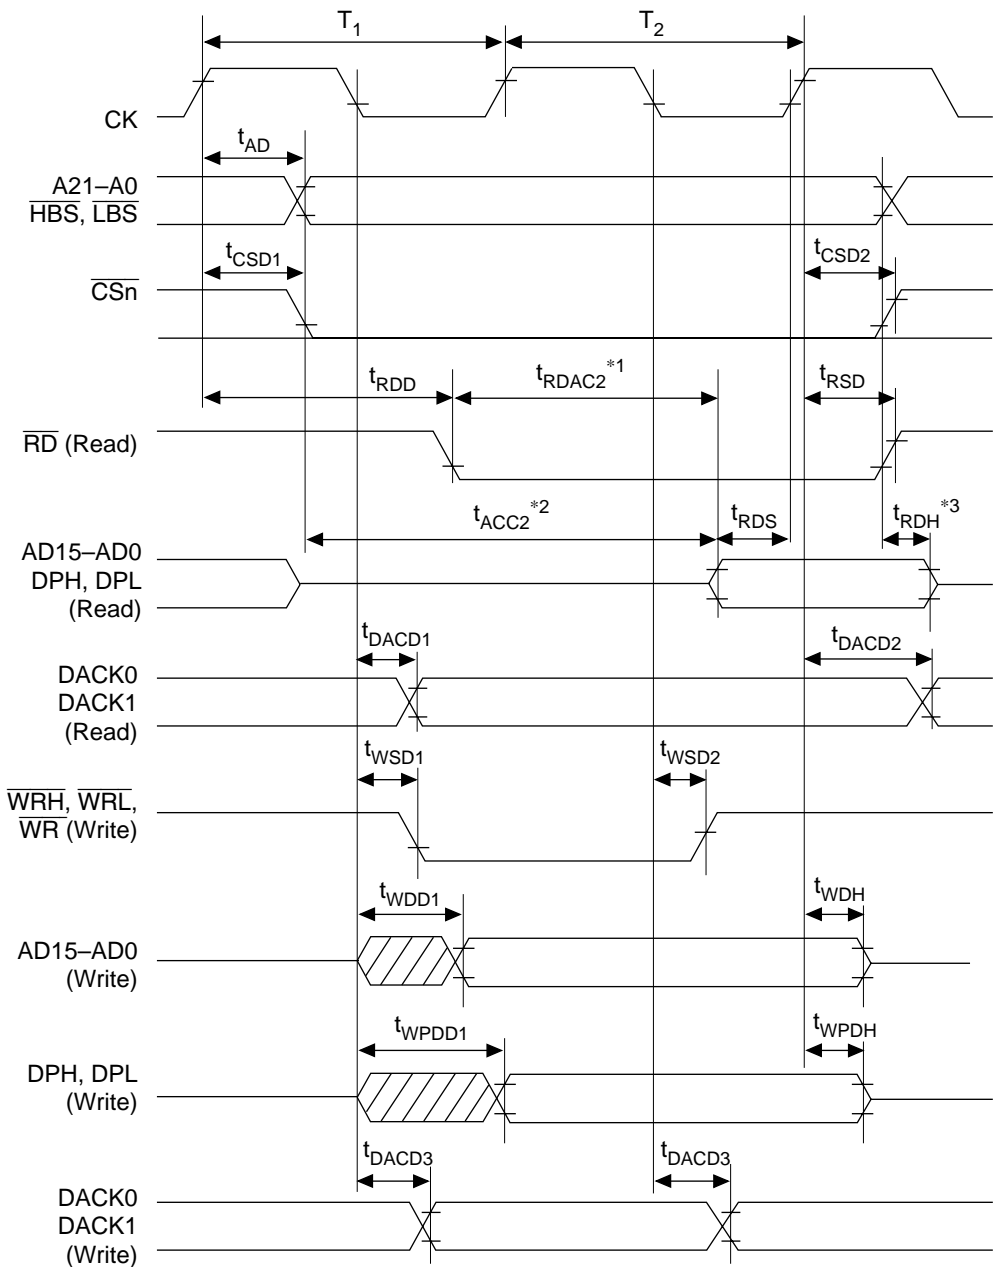 T1 T2
CK
tAD
A21–A0
HBS, LBS
tCSD1 tCSD2
CSn
tRDD tRDAC2*1 tRSD
RD (Read)
tACC2*2 tRDS tRDH*3
AD15–AD0
DPH, DPL
(Read)
tDACD1 tDACD2
DACK0
DACK1
(Read)
tWSD1 tWSD2
WRH, WRL,
WR (Write)
tWDD1 tWDH
AD15–AD0
(Write)
tWPDD1 tWPDH
DPH, DPL
(Write)
tDACD3 tDACD3
DACK0
DACK1
(Write)